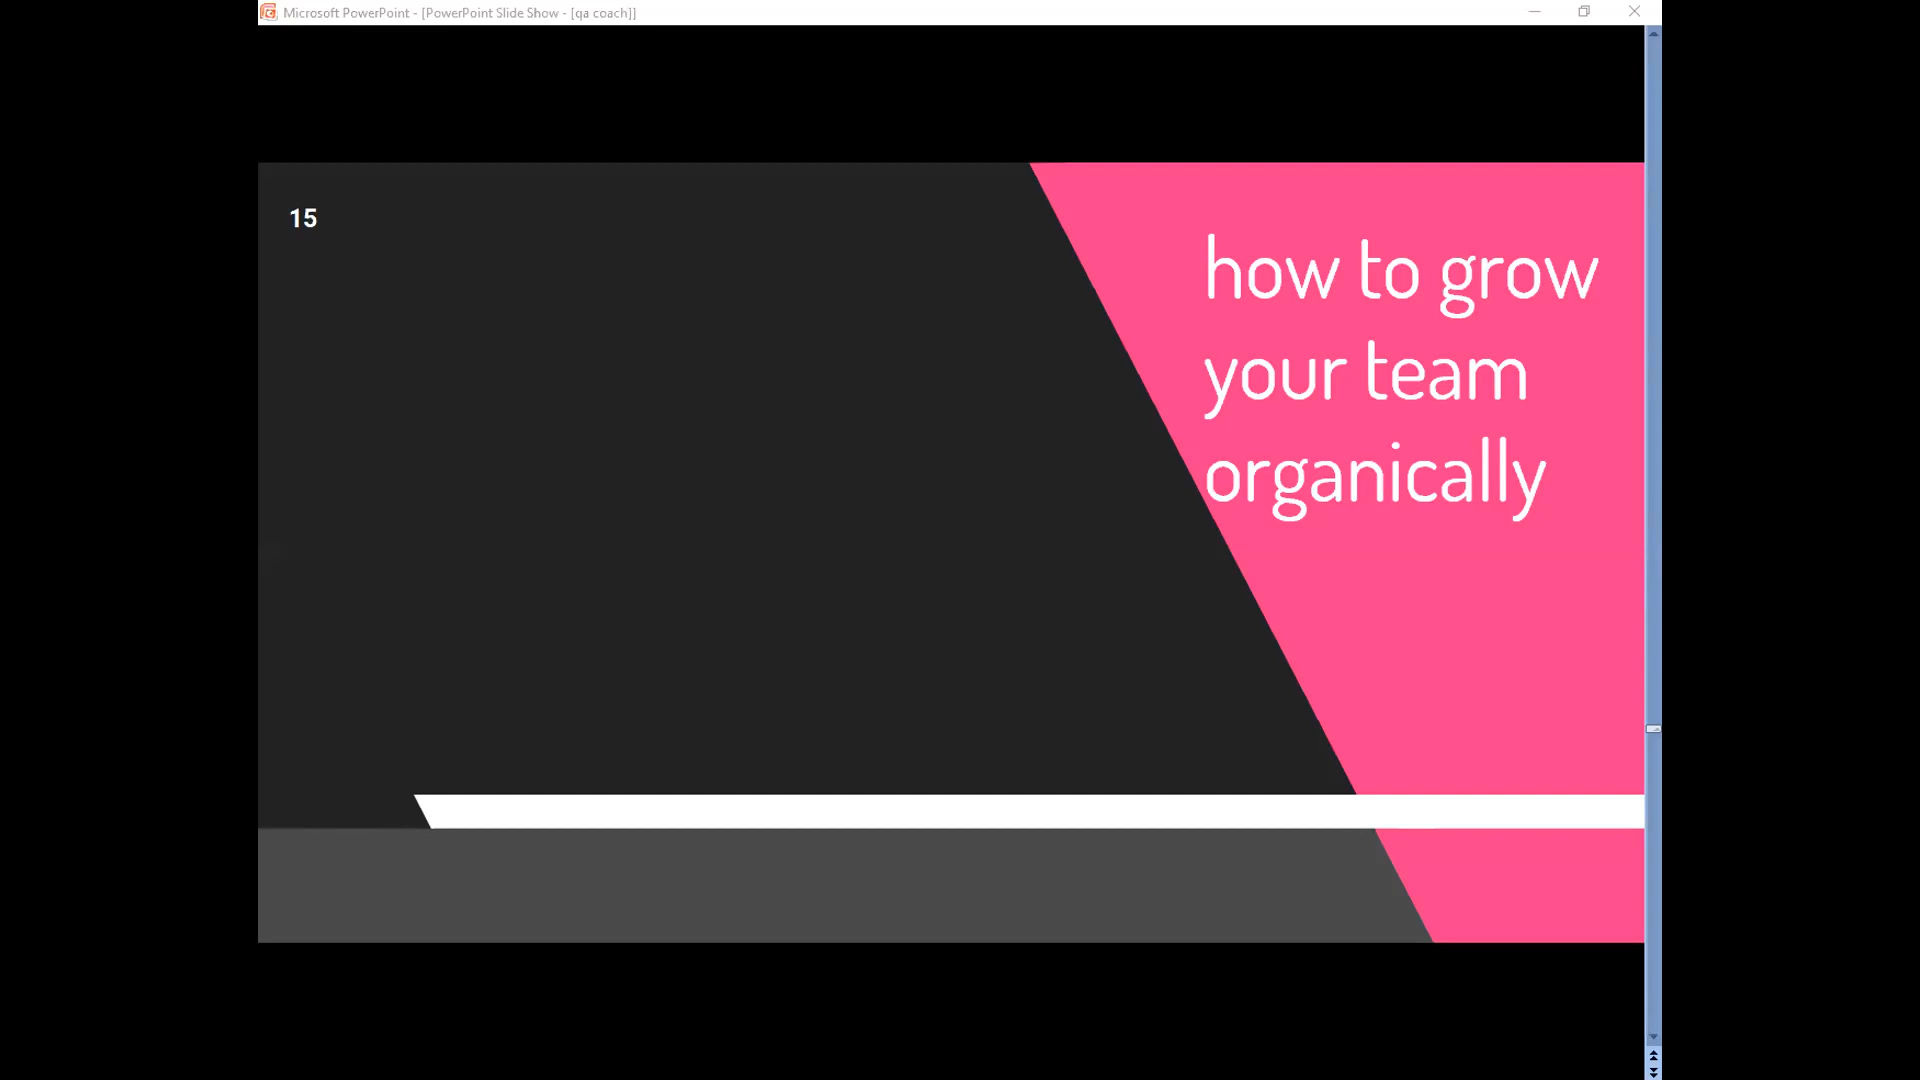 Microsoft PowerPoint - [PowerPoint Slide Show - [qa coach]]
15
how to grow
your team
organically